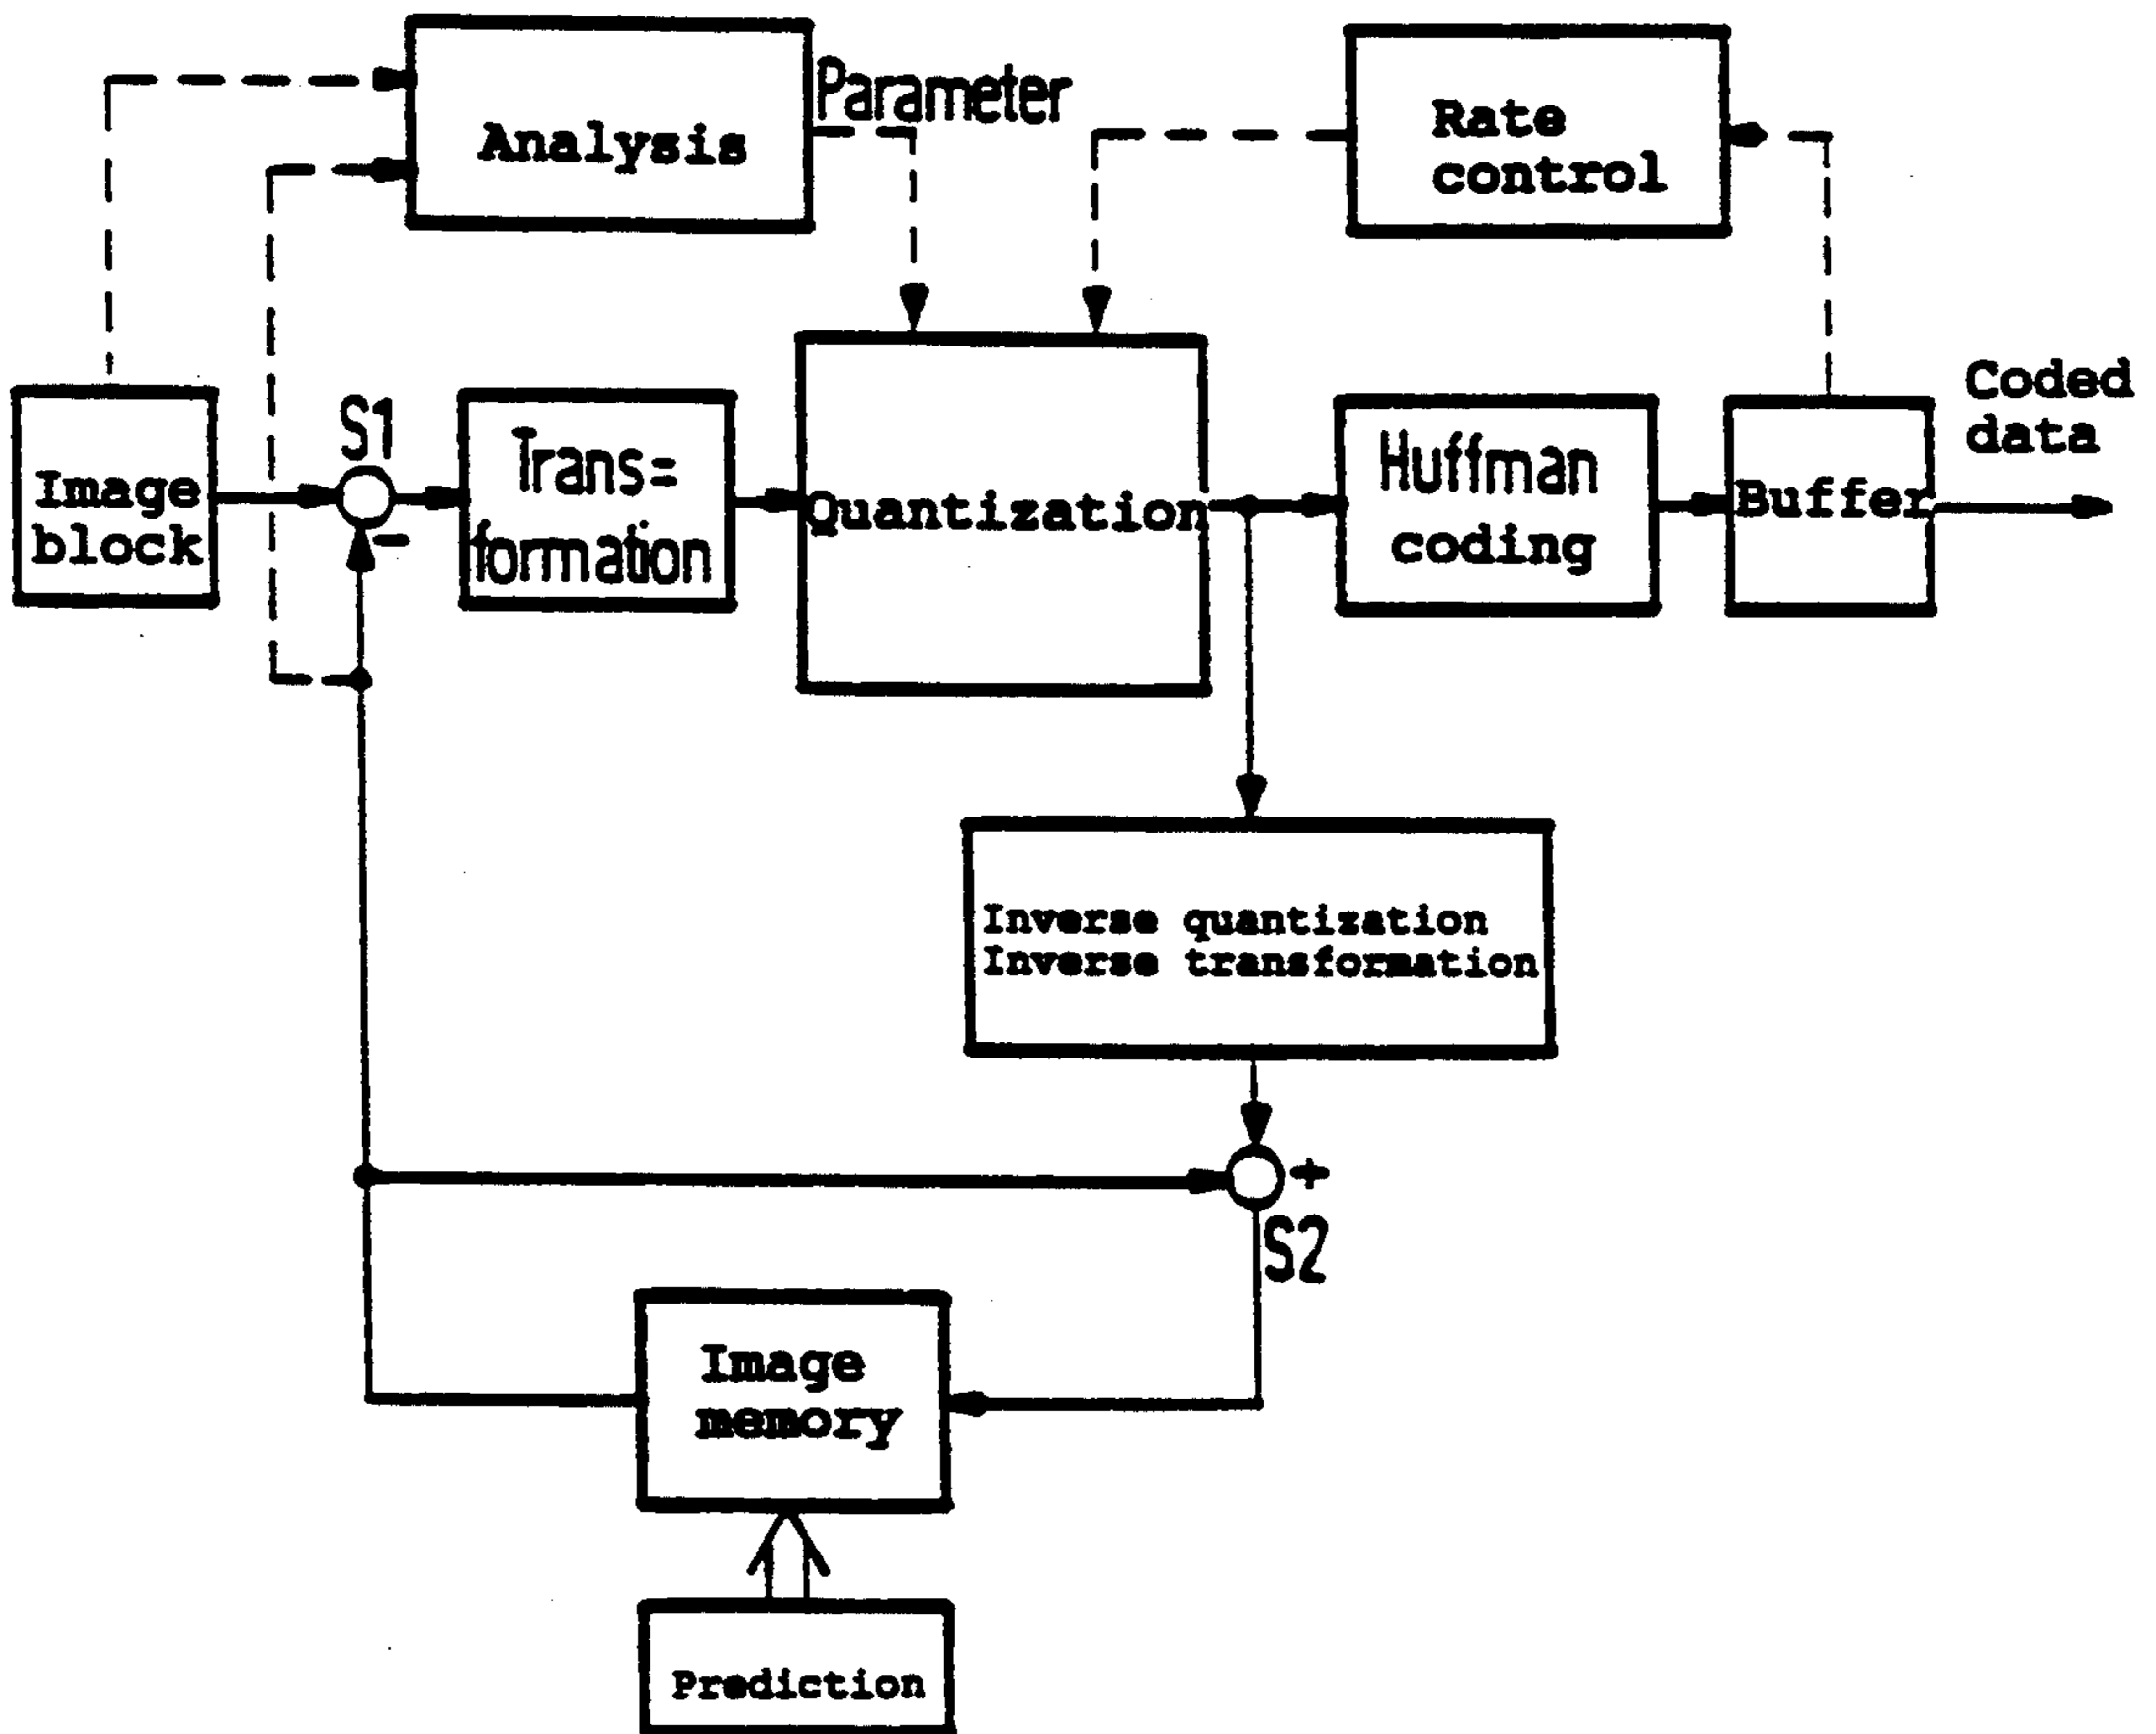 Analysis
Parameter
Rate
control
Image
block
S1
-
Trans=
formation
Quantization
Huffman
coding
Buffer
Coded
data
Inverse quantization
Inverse transformation
+
S2
Image
memory
Prediction